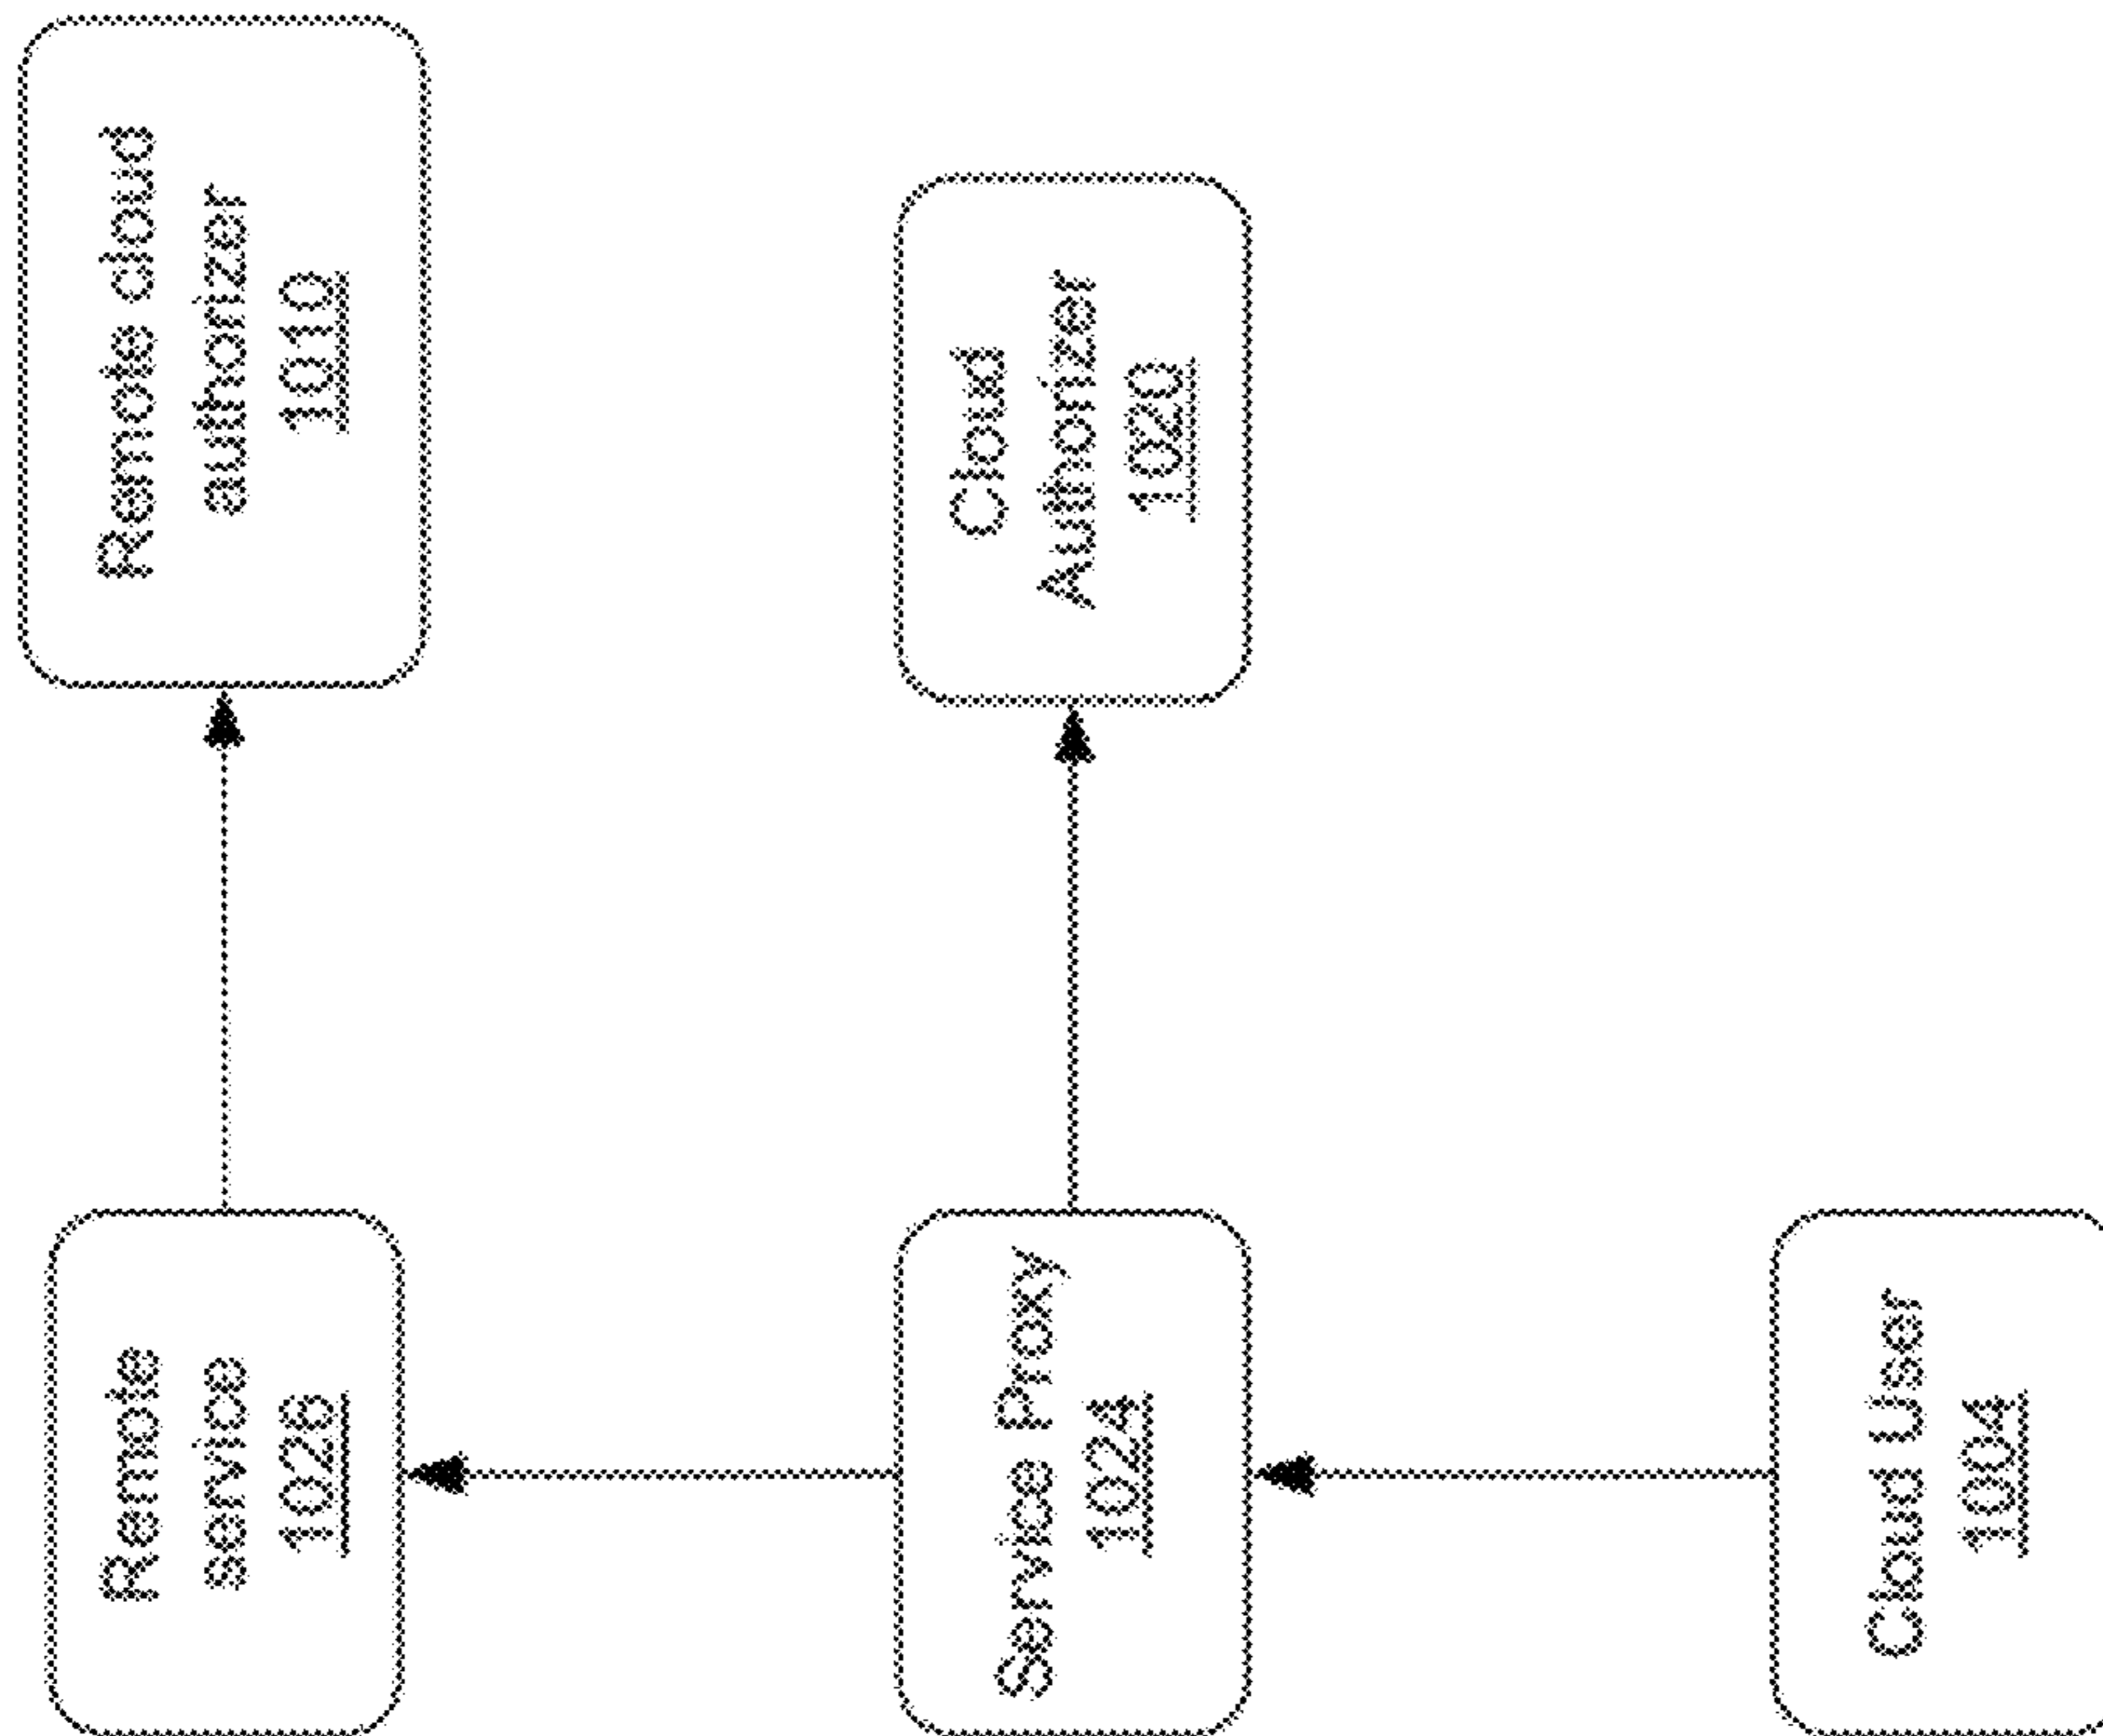 Remote
service
1026
Remote cloud
authorizer
1010
Service Proxy
1024
Cloud
Authorizer
1020
Cloud User
1004